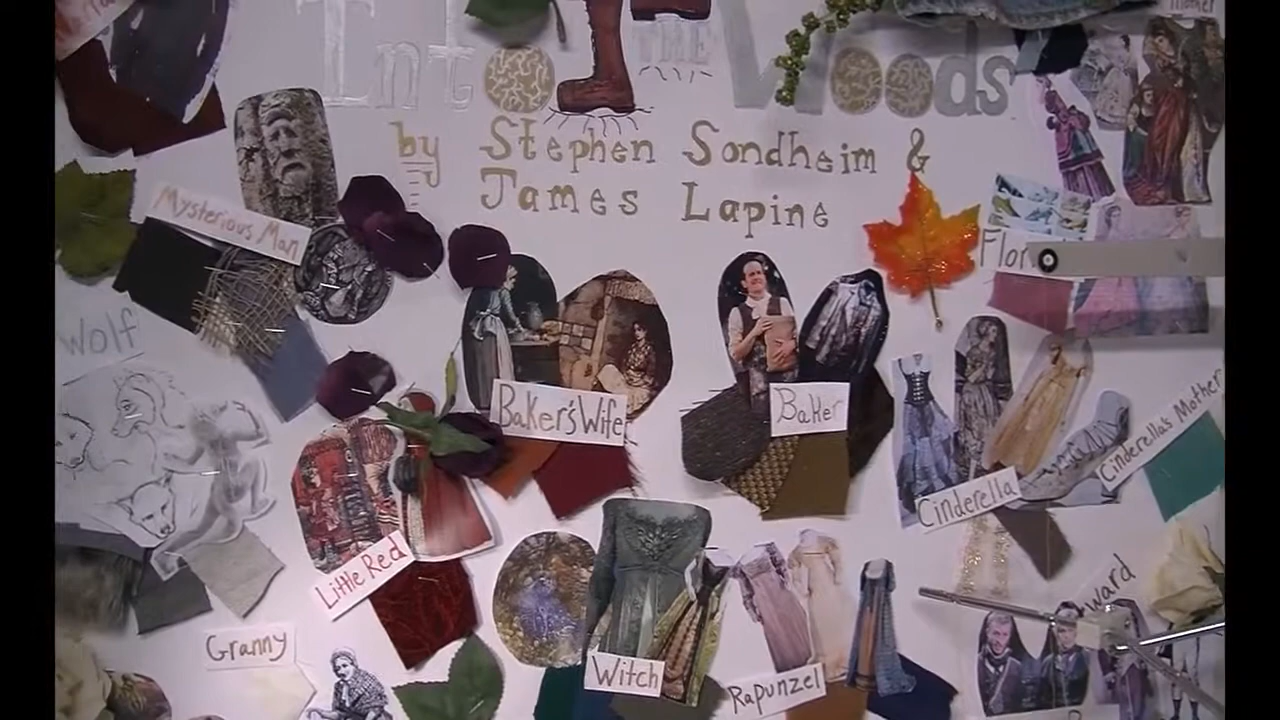 Into THE Woods
by Stephen Sondheim &
James Lapine
Mysterious Man
Wolf
Baker's Wife
Baker
Cinderella
Cinderella's Mother
Little Red
Granny
Witch
Rapunzel